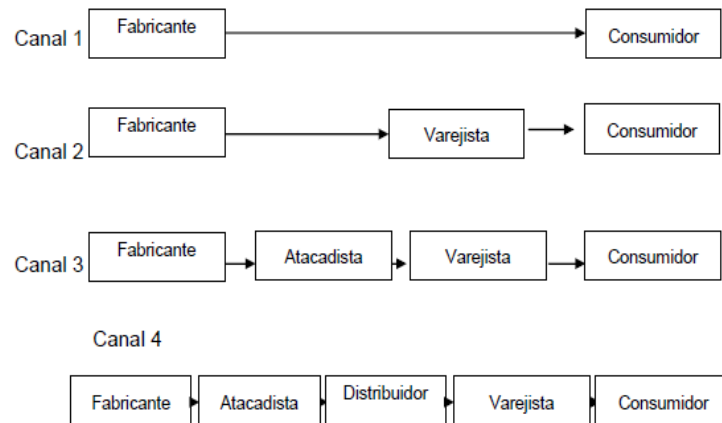 Canal 1 Fabricante Consumidor
Canal 2 Fabricante Varejista Consumidor
Canal 3 Fabricante Atacadista Varejista Consumidor
Canal 4
Fabricante Atacadista Distribuidor Varejista Consumidor